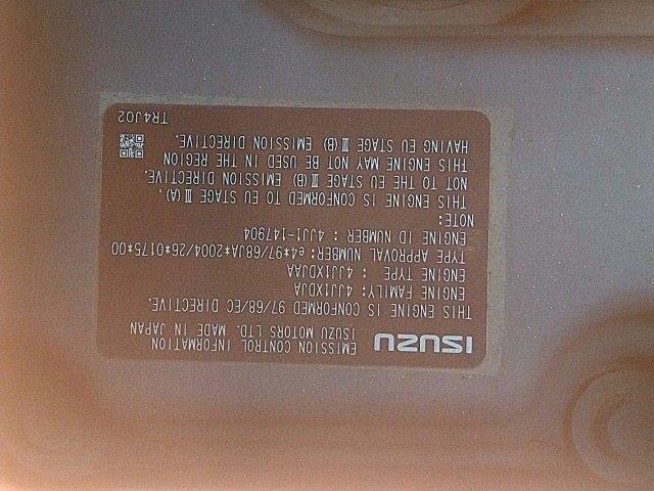 ISUZU
EMISSION CONTROL INFORMATION
ISUZU MOTORS LTD. MADE IN JAPAN
THIS ENGINE IS CONFORMED 97/68/EC DIRECTIVE.
ENGINE FAMILY: 4JJ1XDJA
ENGINE TYPE : 4JJ1XDJAA
TYPE APPROVAL NUMBER: e4*97/68JA*2004/26*0175*00
ENGINE ID NUMBER : 4JJ1-147904
NOTE:
THIS ENGINE IS CONFORMED TO EU STAGE Ⅲ(A),
NOT TO THE EU STAGE Ⅲ(B) EMISSION DIRECTIVE.
THIS ENGINE MAY NOT BE USED IN THE REGION
HAVING EU STAGE Ⅲ(B) EMISSION DIRECTIVE.
TR4J02